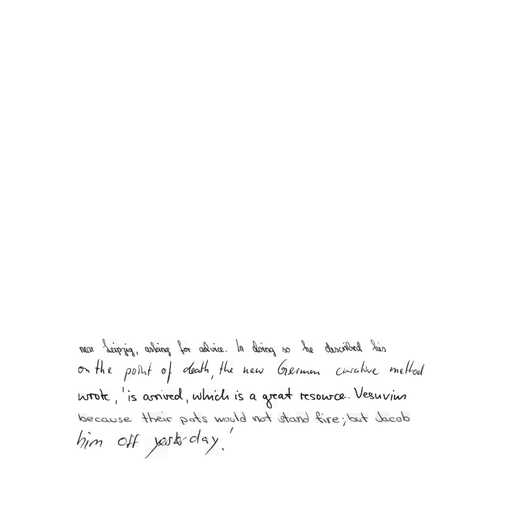 near Leipzig, asking for advice. In doing so he described his
on the point of death, the new German curative method
wrote, 'is arrived, which is a great resource. Vesuvius
because their pots would not stand fire; but Jacob
him off yester-day.'